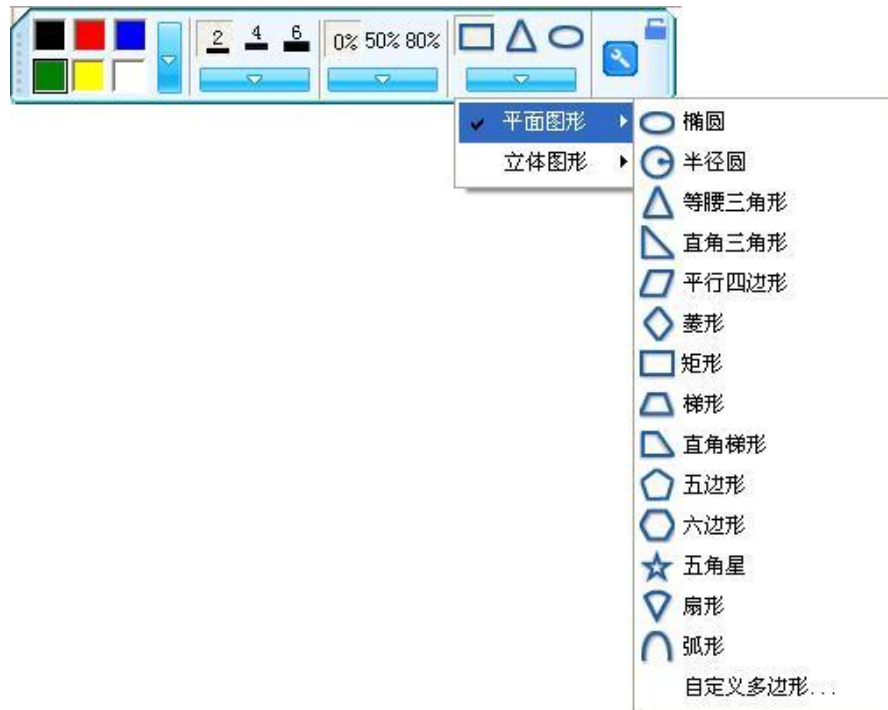 2 4 6 0% 50% 80%
平面图形
立体图形
椭圆
半径圆
等腰三角形
直角三角形
平行四边形
菱形
矩形
梯形
直角梯形
五边形
六边形
五角星
扇形
弧形
自定义多边形...